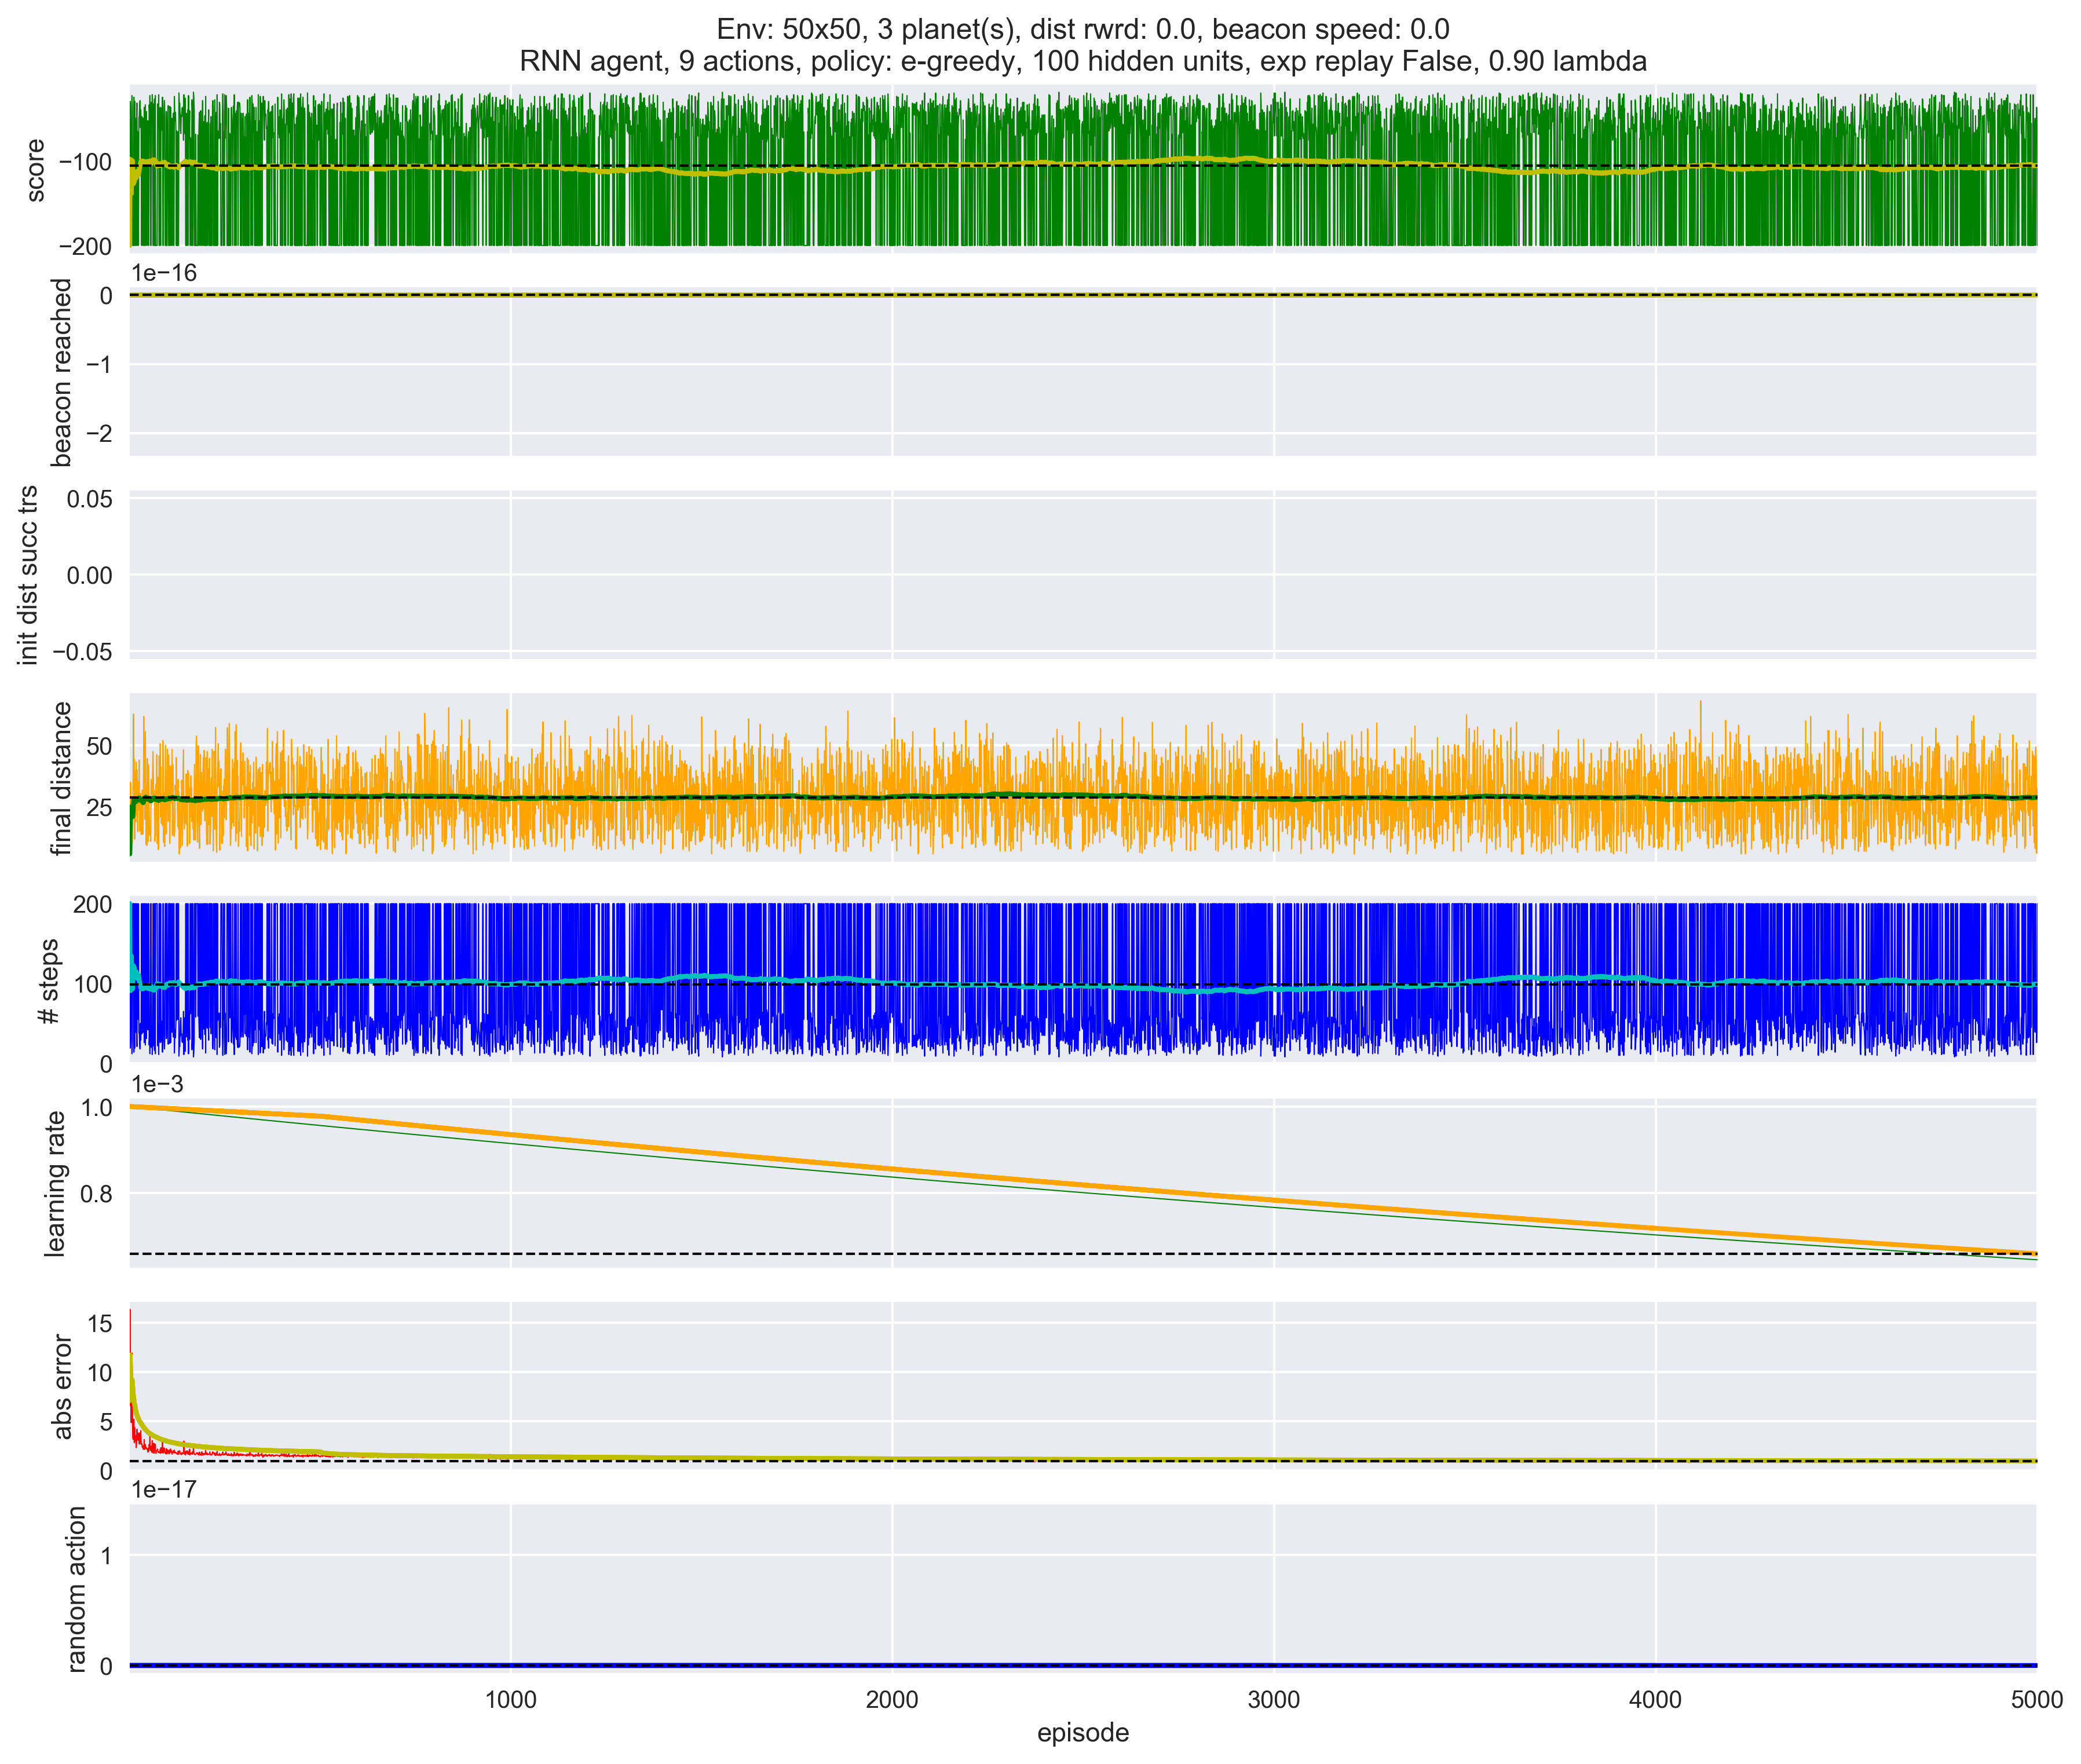 Env: 50x50, 3 planet(s), dist rwrd: 0.0, beacon speed: 0.0
RNN agent, 9 actions, policy: e-greedy, 100 hidden units, exp replay False, 0.90 lambda
score
−100
−200
1e−16
beacon reached
0
−1
−2
init dist succ trs
0.05
0.00
−0.05
final distance
50
25
# steps
200
100
0
1e−3
learning rate
1.0
0.8
abs error
15
10
5
0
1e−17
random action
1
0
1000 2000 3000 4000 5000
episode